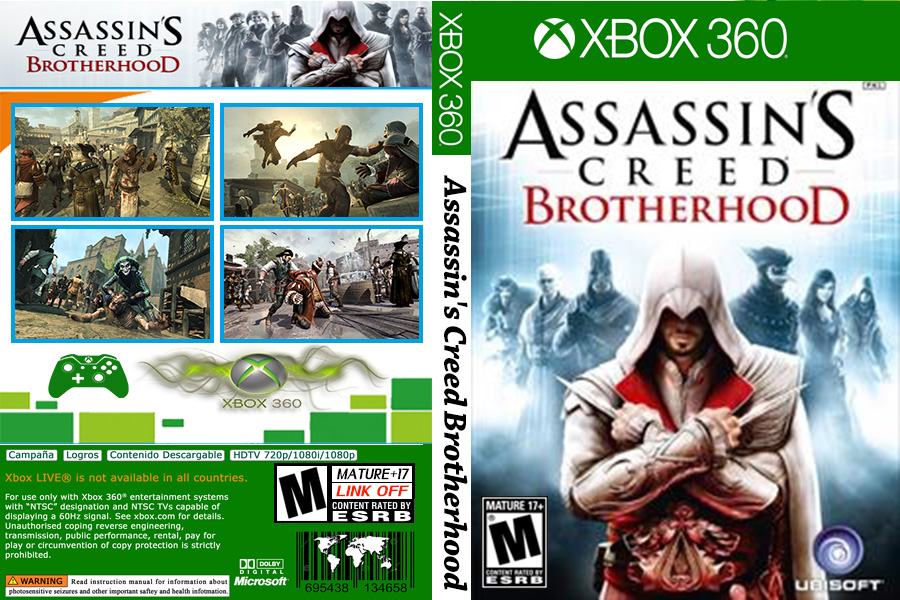 ASSASSIN'S
CREED
BROTHERHOOD
Campaña
Logros
Contenido Descargable
HDTV 720p/1080i/1080p
Xbox LIVE® is not available in all countries.
For use only with Xbox 360® entertainment systems
with “NTSC” designation and NTSC TVs capable of
displaying a 60Hz signal. See xbox.com for details.
Unauthorised coping reverse engineering,
transmission, public performance, rental, pay for
play or circumvention of copy protection is strictly
prohibited.
WARNING Read instruction manual for information about
photosensitive seizures and other important saftey and health infotmation.
XBOX 360
M
MATURE+17
LINK OFF
CONTENT RATED BY
ESRB
DOLBY
DIGITAL
Microsoft
695438 134658
XBOX 360
Assassin's Creed Brotherhood
XBOX 360
PAL
ASSASSIN'S
CREED
BROTHERHOOD
MATURE 17+
M
CONTENT RATED BY
ESRB
UBISOFT